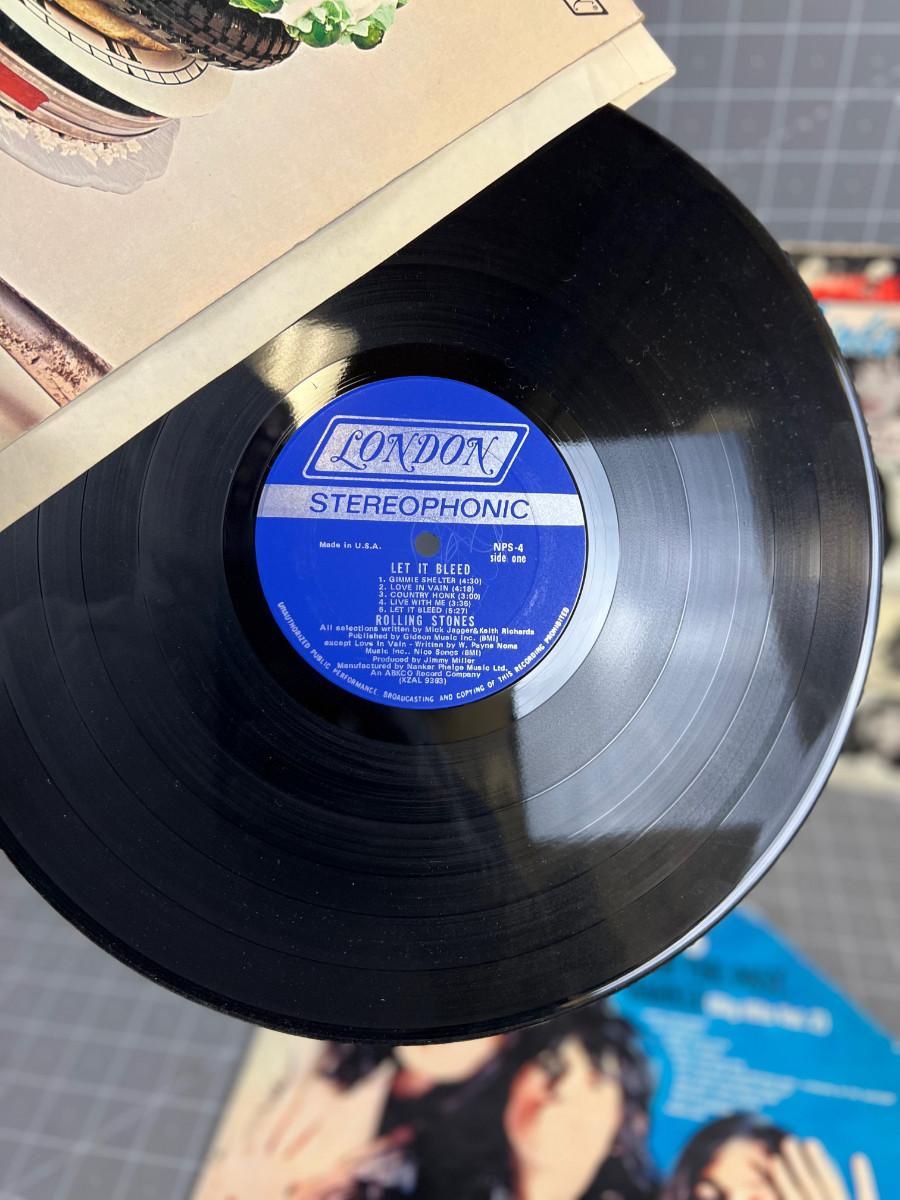 LONDON
STEREOPHONIC
Made in U.S.A.
NPS-4
side one
LET IT BLEED
1. GIMMIE SHELTER (4:30)
2. LOVE IN VAIN (4:18)
3. COUNTRY HONK (3:00)
4. LIVE WITH ME (3:36)
5. LET IT BLEED (5:27)
ROLLING STONES
All selections written by Mick Jagger&Keith Richards
Published by Gideon Music Inc. (BMI)
except Love In Vain - Written by W. Payne Noma
Music Inc., Nice Songs (BMI)
Produced by Jimmy Miller
Manufactured by Nanker Phelge Music Ltd.
An ABKCO Record Company
(XZAL 9363)
UNAUTHORIZED PUBLIC PERFORMANCE BROADCASTING AND COPYING OF THIS RECORDING PROHIBITED